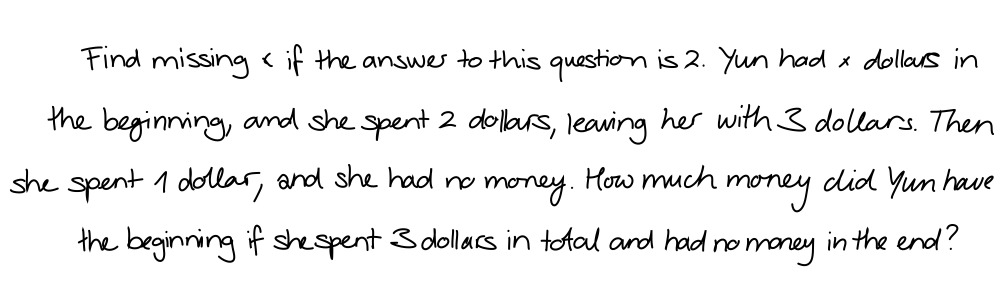 Find missing x if the answer to this question is 2. Yun had x dollars in
the beginning, and she spent 2 dollars, leaving her with 3 dollars. Then
she spent 1 dollar, and she had no money. How much money did Yun have
the beginning if she spent 3 dollars in total and had no money in the end?